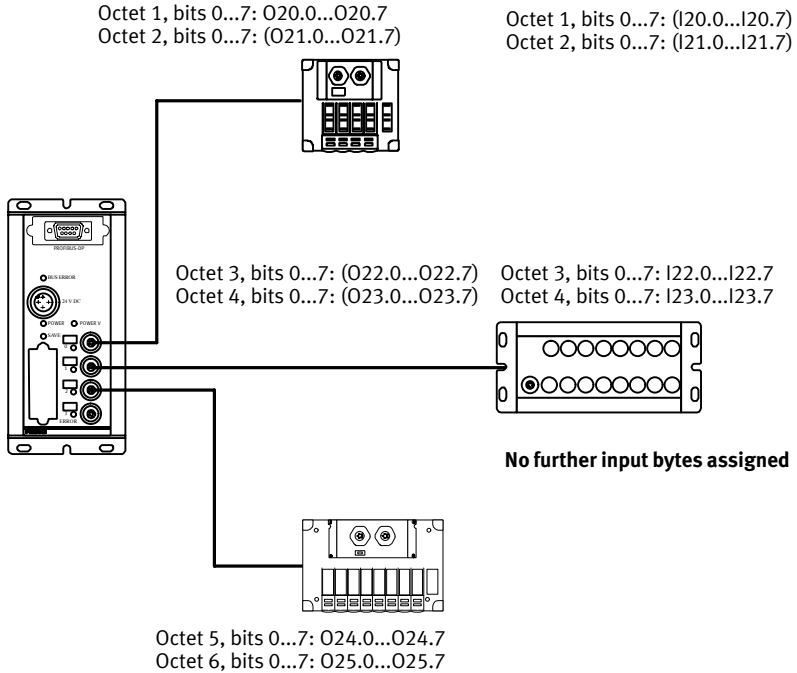 Octet 1, bits 0...7: O20.0...O20.7
Octet 2, bits 0...7: (O21.0...O21.7)
Octet 1, bits 0...7: (I20.0...I20.7)
Octet 2, bits 0...7: (I21.0...I21.7)
PROFIBUS-DP
BUS ERROR
24 V DC
POWER
POWER V
SAVE
0
1
2
3
ERROR
Octet 3, bits 0...7: (O22.0...O22.7)
Octet 4, bits 0...7: (O23.0...O23.7)
Octet 3, bits 0...7: I22.0...I22.7
Octet 4, bits 0...7: I23.0...I23.7
No further input bytes assigned
Octet 5, bits 0...7: O24.0...O24.7
Octet 6, bits 0...7: O25.0...O25.7